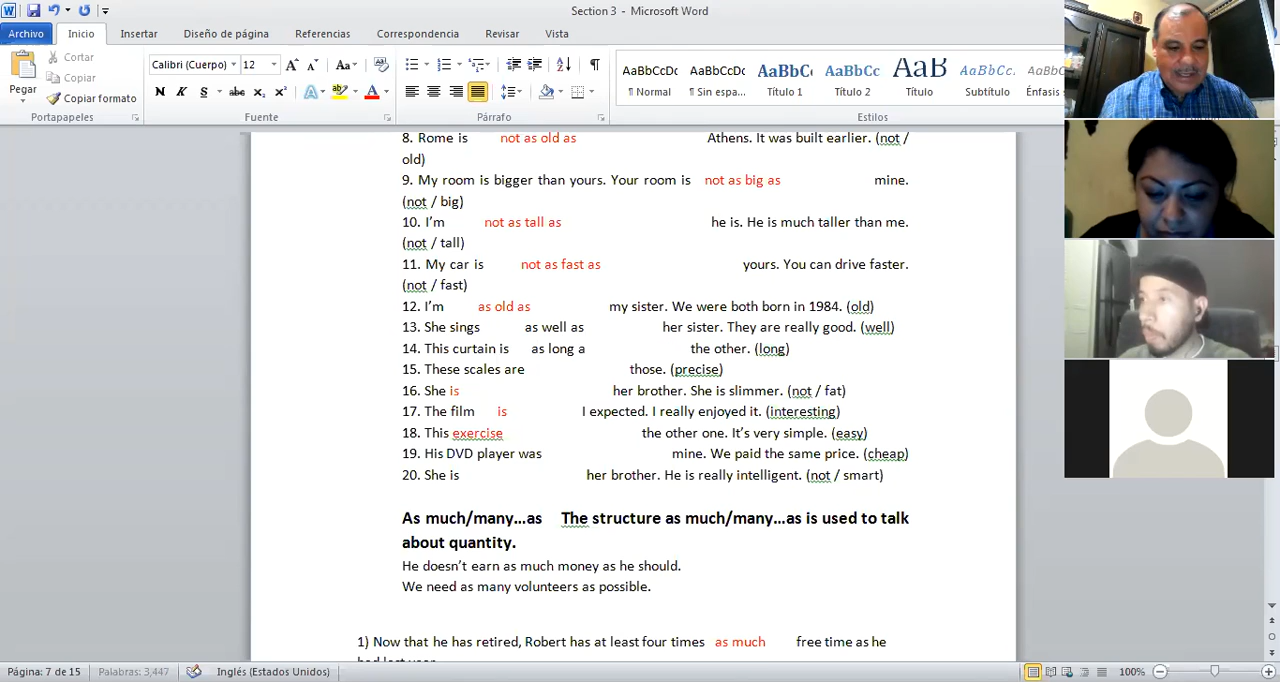 Section 3 - Microsoft Word
Archivo Inicio Insertar Diseño de página Referencias Correspondencia Revisar Vista
Pegar
Cortar
Copiar
Copiar formato
Calibri (Cuerpo) 12
AaBbCcDc AaBbCcDc AaBbC AaBbCc AaB AaBbCcD AaBbCcD
¶ Normal ¶ Sin espa... Título 1 Título 2 Título Subtítulo Énfasis
Portapapeles Fuente Párrafo Estilos
8. Rome is not as old as Athens. It was built earlier. (not /
old)
9. My room is bigger than yours. Your room is not as big as mine.
(not / big)
10. I’m not as tall as he is. He is much taller than me.
(not / tall)
11. My car is not as fast as yours. You can drive faster.
(not / fast)
12. I’m as old as my sister. We were both born in 1984. (old)
13. She sings as well as her sister. They are really good. (well)
14. This curtain is as long a the other. (long)
15. These scales are those. (precise)
16. She is her brother. She is slimmer. (not / fat)
17. The film is I expected. I really enjoyed it. (interesting)
18. This exercise the other one. It’s very simple. (easy)
19. His DVD player was mine. We paid the same price. (cheap)
20. She is her brother. He is really intelligent. (not / smart)
As much/many…as The structure as much/many…as is used to talk
about quantity.
He doesn’t earn as much money as he should.
We need as many volunteers as possible.
1) Now that he has retired, Robert has at least four times as much free time as he
had last year
Página: 7 de 15 Palabras: 3,447 Inglés (Estados Unidos) 100%